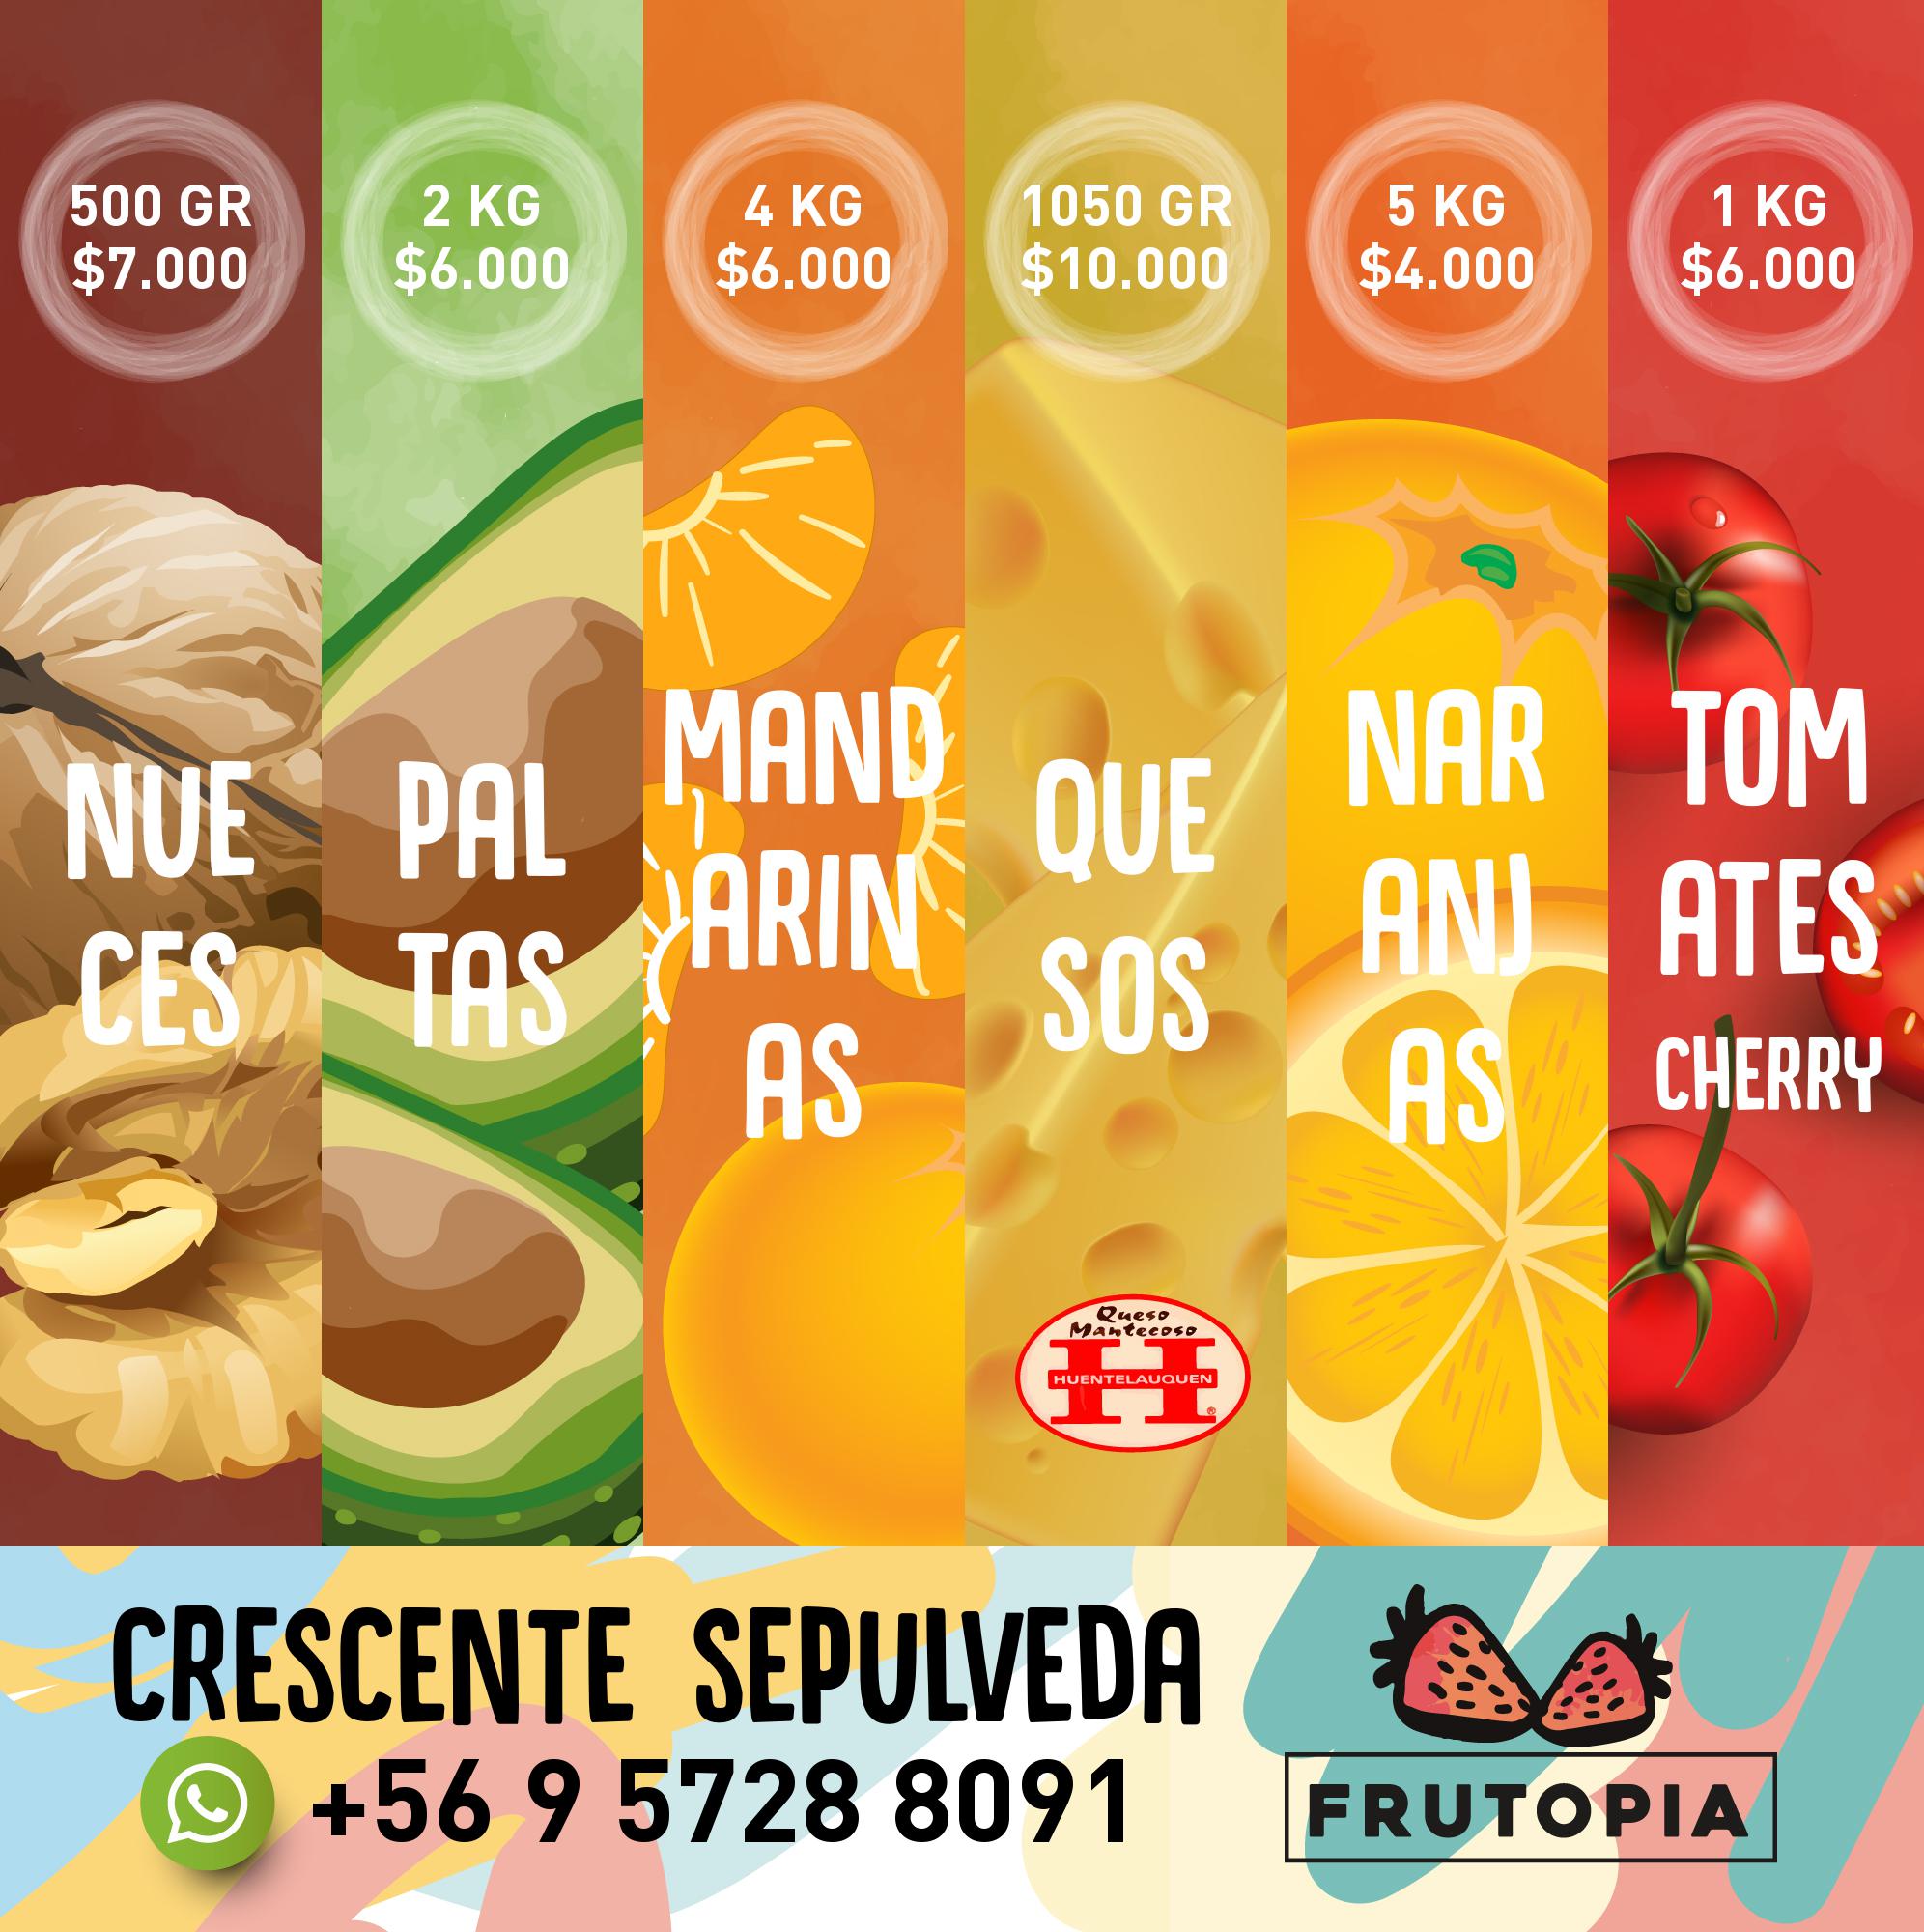 500 GR
$7.000
NUE
CES
2 KG
$6.000
PAL
TAS
4 KG
$6.000
MAND
ARIN
AS
1050 GR
$10.000
QUE
SOS
Queso
Mantecoso
H
HUENTELAUQUEN
®
5 KG
$4.000
NAR
ANJ
AS
1 KG
$6.000
TOM
ATES
CHERRY
CRESCENTE SEPULVEDA
+56 9 5728 8091
FRUTOPIA